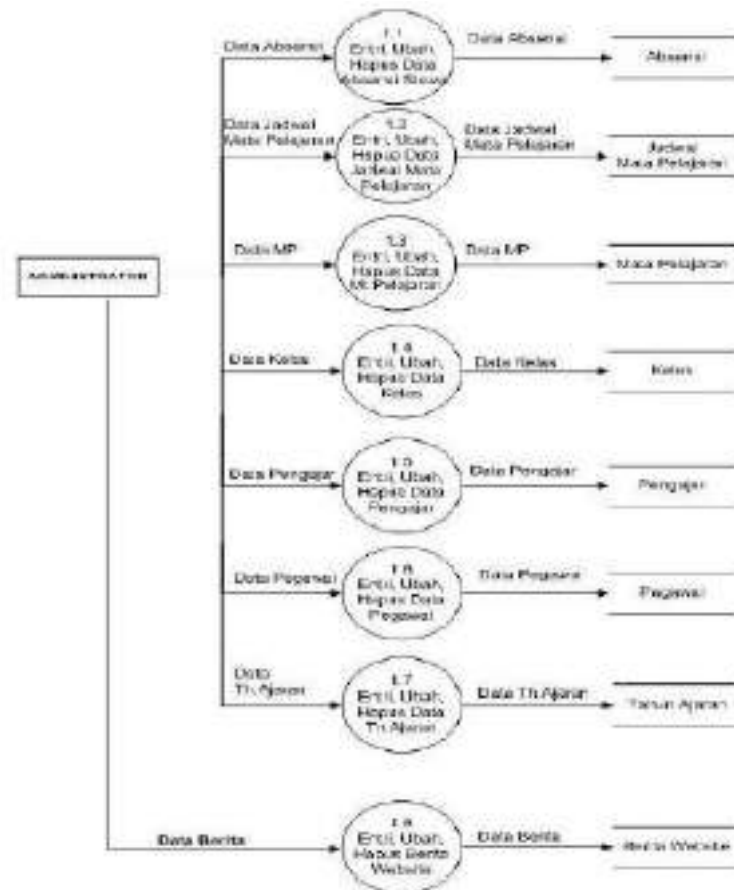 1.1
Data Absensi
Entri, Ubah,
Hapus Data
Absensi Siswa
Data Absensi
Absensi
1.2
Data Jadwal
Mata Pelajaran
Entri, Ubah,
Hapus Data
Jadwal Mata
Pelajaran
Data Jadwal
Mata Pelajaran
Jadwal
Mata Pelajaran
1.3
Data MP
Entri, Ubah,
Hapus Data
Mt.Pelajaran
Data MP
Mata Pelajaran
ADMINISTRATOR
1.4
Data Kelas
Entri, Ubah,
Hapus Data
Kelas
Data Kelas
Kelas
1.5
Data Pengajar
Entri, Ubah,
Hapus Data
Pengajar
Data Pengajar
Pengajar
1.6
Data Pegawai
Entri, Ubah,
Hapus Data
Pegawai
Data Pegawai
Pegawai
1.7
Data
Th.Ajaran
Entri, Ubah,
Hapus Data
Th.Ajaran
Data Th.Ajaran
Tahun Ajaran
1.8
Data Berita
Entri, Ubah,
Hapus Berita
Website
Data Berita
Berita Website